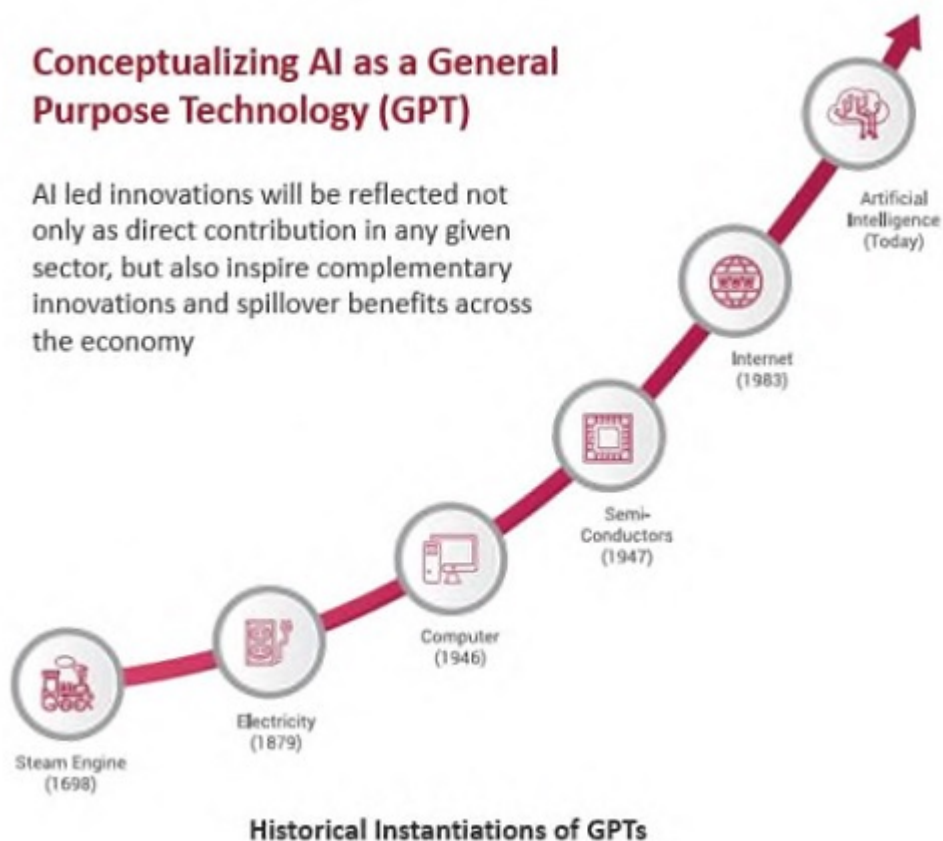 Conceptualizing AI as a General
Purpose Technology (GPT)
AI led innovations will be reflected not
only as direct contribution in any given
sector, but also inspire complementary
innovations and spillover benefits across
the economy
Artificial
Intelligence
(Today)
WWW
Internet
(1983)
Semi-
Conductors
(1947)
Computer
(1946)
Electricity
(1879)
Steam Engine
(1698)
Historical Instantiations of GPTs